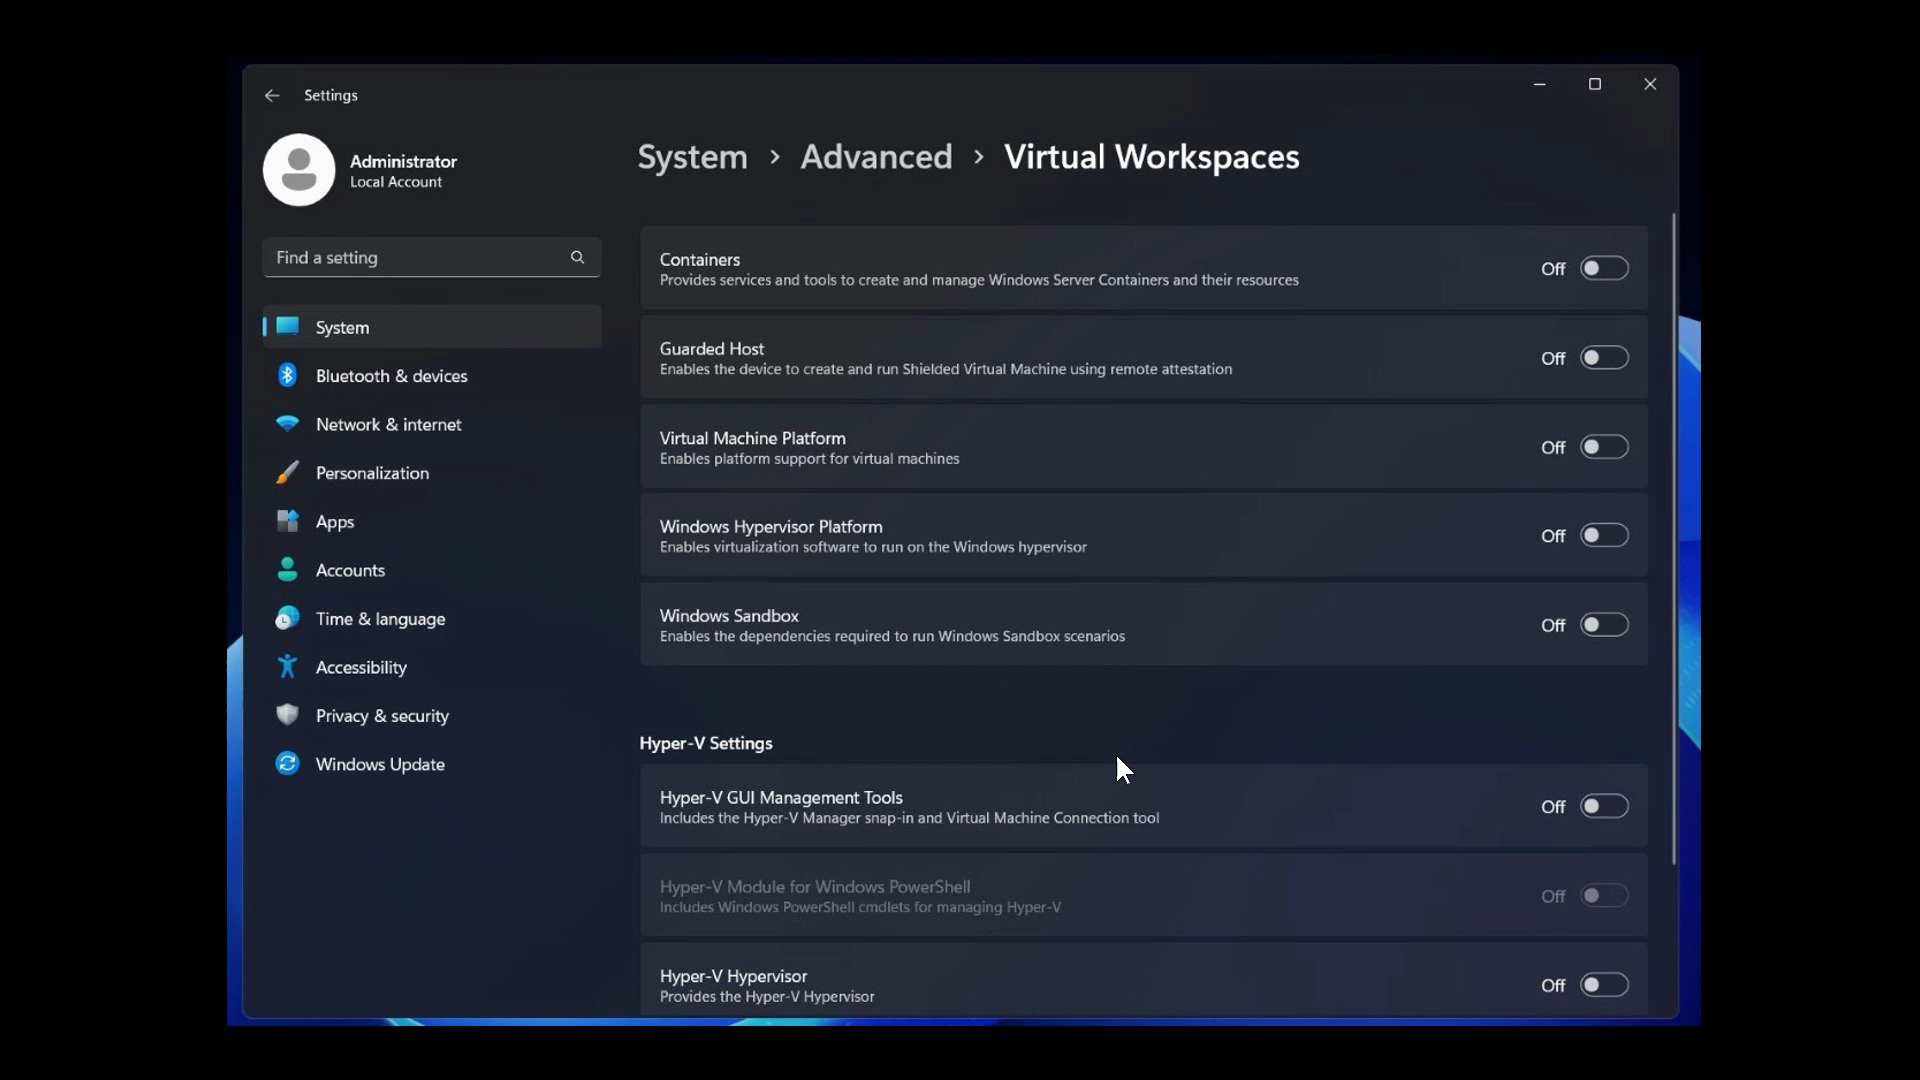 Settings
Administrator
Local Account
Find a setting
System
Bluetooth & devices
Network & internet
Personalization
Apps
Accounts
Time & language
Accessibility
Privacy & security
Windows Update
System > Advanced > Virtual Workspaces
Containers
Provides services and tools to create and manage Windows Server Containers and their resources
Off
Guarded Host
Enables the device to create and run Shielded Virtual Machine using remote attestation
Off
Virtual Machine Platform
Enables platform support for virtual machines
Off
Windows Hypervisor Platform
Enables virtualization software to run on the Windows hypervisor
Off
Windows Sandbox
Enables the dependencies required to run Windows Sandbox scenarios
Off
Hyper-V Settings
Hyper-V GUI Management Tools
Includes the Hyper-V Manager snap-in and Virtual Machine Connection tool
Off
Hyper-V Module for Windows PowerShell
Includes Windows PowerShell cmdlets for managing Hyper-V
Off
Hyper-V Hypervisor
Provides the Hyper-V Hypervisor
Off